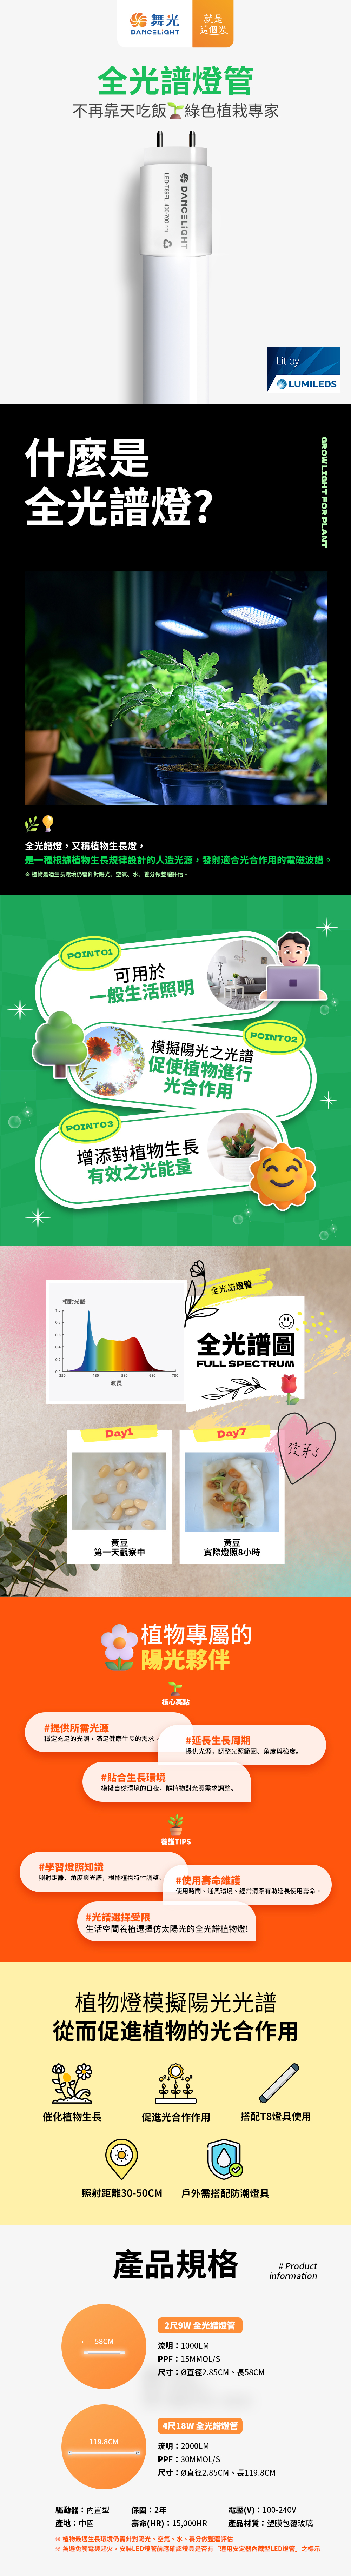 舞光
DANCELIGHT
就是
這個光
全光譜燈管
不再靠天吃飯 綠色植栽專家
DANCELIGHT
LED-T89FL 400-700 nm
Lit by
LUMILEDS
什麼是
全光譜燈?
GROW LIGHT FOR PLANT
全光譜燈,又稱植物生長燈,
是一種根據植物生長規律設計的人造光源,發射適合光合作用的電磁波譜。
※ 植物最適生長環境仍需針對陽光、空氣、水、養分做整體評估。
POINT01
可用於
一般生活照明
POINT02
模擬陽光之光譜
促使植物進行
光合作用
POINT03
增添對植物生長
有效之光能量
全光譜燈管
全光譜圖
FULL SPECTRUM
相對光譜
1.0
0.8
0.6
0.4
0.2
0.0
波長
Day1
黃豆
第一天觀察中
Day7
黃豆
實際燈照8小時
發芽了
植物專屬的
陽光夥伴
核心亮點
#提供所需光源
穩定充足的光照,滿足健康生長的需求。
#延長生長周期
提供光源,調整光照範圍、角度與強度。
#貼合生長環境
模擬自然環境的日夜,隨植物對光照需求調整。
養護TIPS
#學習燈照知識
照射距離、角度與光譜,根據植物特性調整。
#使用壽命維護
使用時間、通風環境、經常清潔有助延長使用壽命。
#光譜選擇受限
生活空間養植選擇仿太陽光的全光譜植物燈!
植物燈模擬陽光光譜
從而促進植物的光合作用
催化植物生長
促進光合作作用
搭配T8燈具使用
照射距離30-50CM
戶外需搭配防潮燈具
產品規格
# Product
information
58CM
2尺9W 全光譜燈管
流明:1000LM
PPF:15MMOL/S
尺寸:Ø直徑2.85CM、長58CM
119.8CM
4尺18W 全光譜燈管
流明:2000LM
PPF:30MMOL/S
尺寸:Ø直徑2.85CM、長119.8CM
驅動器:內置型
保固:2年
電壓(V):100-240V
產地:中國
壽命(HR):15,000HR
產品材質:塑膜包覆玻璃
※ 植物最適生長環境仍需針對陽光、空氣、水、養分做整體評估
※ 為避免觸電與起火,安裝LED燈管前應確認燈具是否有「適用安定器內藏型LED燈管」之標示